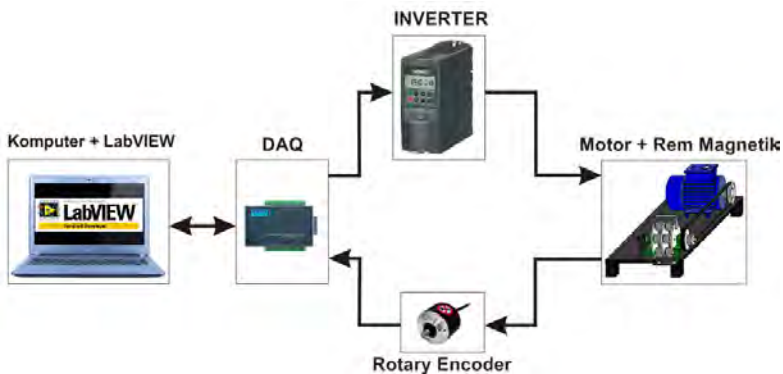 INVERTER
Komputer + LabVIEW
DAQ
Motor + Rem Magnetik
LabVIEW
Rotary Encoder